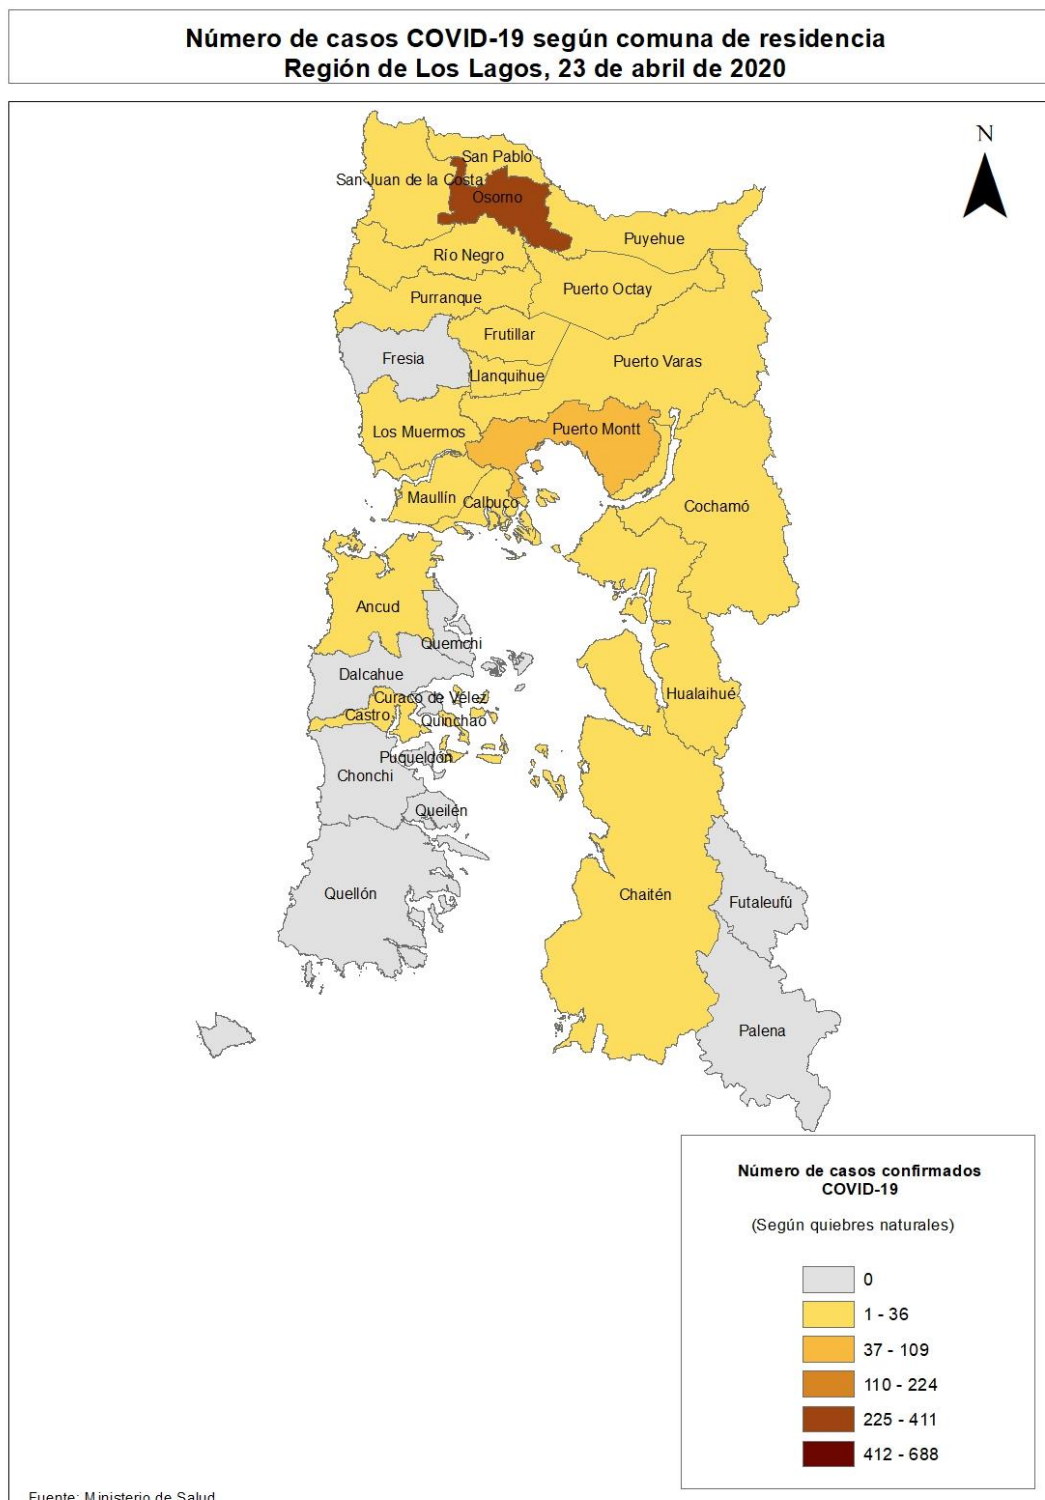 Número de casos COVID-19 según comuna de residencia
Región de Los Lagos, 23 de abril de 2020
N
San Pablo
San Juan de la Costa
Osorno
Puyehue
Río Negro
Puerto Octay
Purranque
Frutillar
Fresia
Puerto Varas
Llanquihue
Puerto Montt
Los Muermos
Maullín
Calbuco
Cochamó
Ancud
Quemchi
Dalcahue
Hualaihué
Curaco de Vélez
Castro
Quinchao
Puqueldón
Chonchi
Queilén
Quellón
Chaitén
Futaleufú
Palena
Número de casos confirmados
COVID-19
(Según quiebres naturales)
0
1 - 36
37 - 109
110 - 224
225 - 411
412 - 688
Fuente: Ministerio de Salud